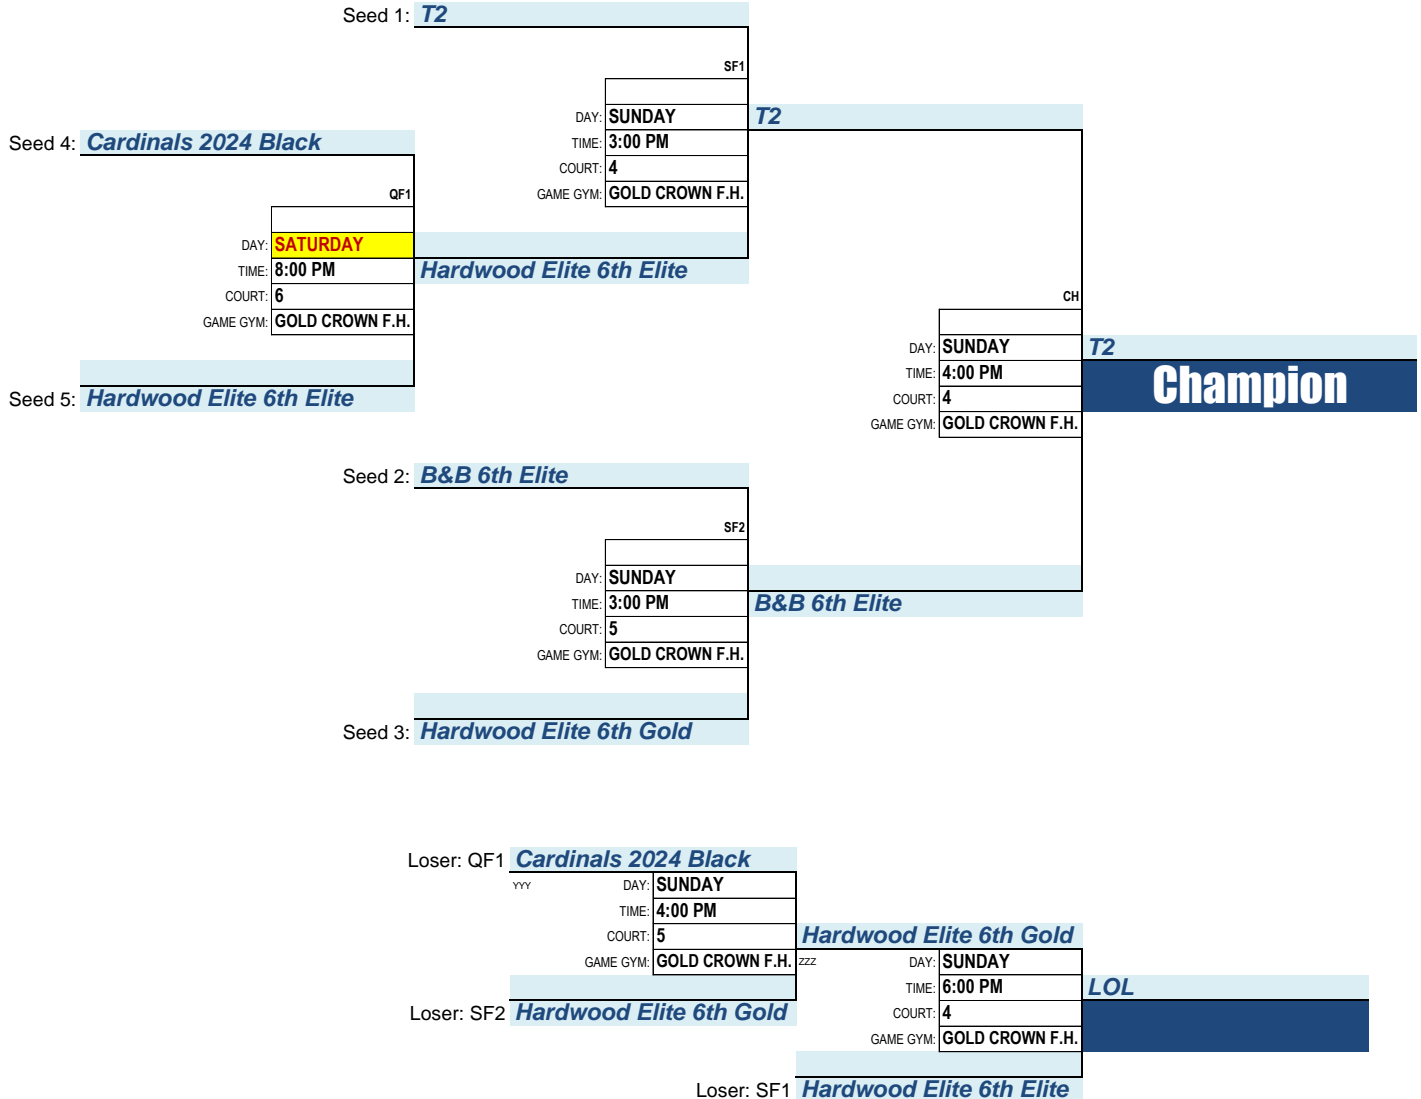 Seed 1: T2
SF1
DAY: SUNDAY
T2
Seed 4: Cardinals 2024 Black
TIME: 3:00 PM
COURT: 4
QF1
GAME GYM: GOLD CROWN F.H.
DAY: SATURDAY
TIME: 8:00 PM
Hardwood Elite 6th Elite
COURT: 6
CH
GAME GYM: GOLD CROWN F.H.
DAY: SUNDAY
T2
TIME: 4:00 PM
Champion
Seed 5: Hardwood Elite 6th Elite
COURT: 4
GAME GYM: GOLD CROWN F.H.
Seed 2: B&B 6th Elite
SF2
DAY: SUNDAY
TIME: 3:00 PM
B&B 6th Elite
COURT: 5
GAME GYM: GOLD CROWN F.H.
Seed 3: Hardwood Elite 6th Gold
Loser: QF1 Cardinals 2024 Black
YYY
DAY: SUNDAY
TIME: 4:00 PM
COURT: 5
Hardwood Elite 6th Gold
GAME GYM: GOLD CROWN F.H.
ZZZ
DAY: SUNDAY
TIME: 6:00 PM
LOL
Loser: SF2 Hardwood Elite 6th Gold
COURT: 4
GAME GYM: GOLD CROWN F.H.
Loser: SF1 Hardwood Elite 6th Elite